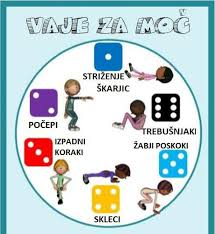 VAJE ZA MOČ
STRIŽENJE
ŠKARJIC
POČEPI
TREBUŠNJAKI
IZPADNI
KORAKI
ŽABJI POSKOKI
SKLECI